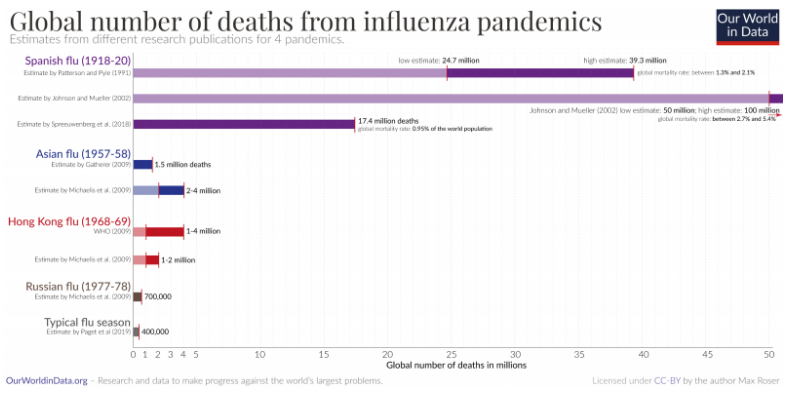 Global number of deaths from influenza pandemics
Estimates from different research publications for 4 pandemics.
Our World
in Data
Spanish flu (1918-20)
low estimate: 24.7 million
high estimate: 39.3 million
Estimate by Patterson and Pyle (1991)
global mortality rate: between 1.3% and 2.1%
Estimate by Johnson and Mueller (2002)
Johnson and Mueller (2002) low estimate: 50 million; high estimate: 100 million
global mortality rate: between 2.7% and 5.4%
Estimate by Spreeuwenberg et al. (2018)
17.4 million deaths
global mortality rate: 0.95% of the world population
Asian flu (1957-58)
Estimate by Gatherer (2009)
1.5 million deaths
Estimate by Michaelis et al. (2009)
2-4 million
Hong Kong flu (1968-69)
WHO (2009)
1-4 million
Estimate by Michaelis et al. (2009)
1-2 million
Russian flu (1977-78)
Estimate by Michaelis et al. (2009)
700,000
Typical flu season
Estimate by Paget et al (2019)
400,000
0 1 2 3 4 5 10 15 20 25 30 35 40 45 50
Global number of deaths in millions
OurWorldinData.org – Research and data to make progress against the world's largest problems.
Licensed under CC-BY by the author Max Roser